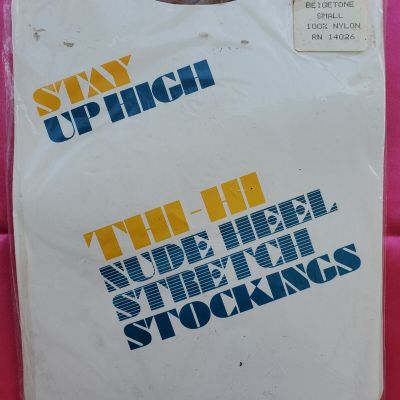 BEIGETONE
SMALL
100% NYLON
RN 14026
STAY
UP HIGH
THI-HI
NUDE HEEL
STRETCH
STOCKINGS